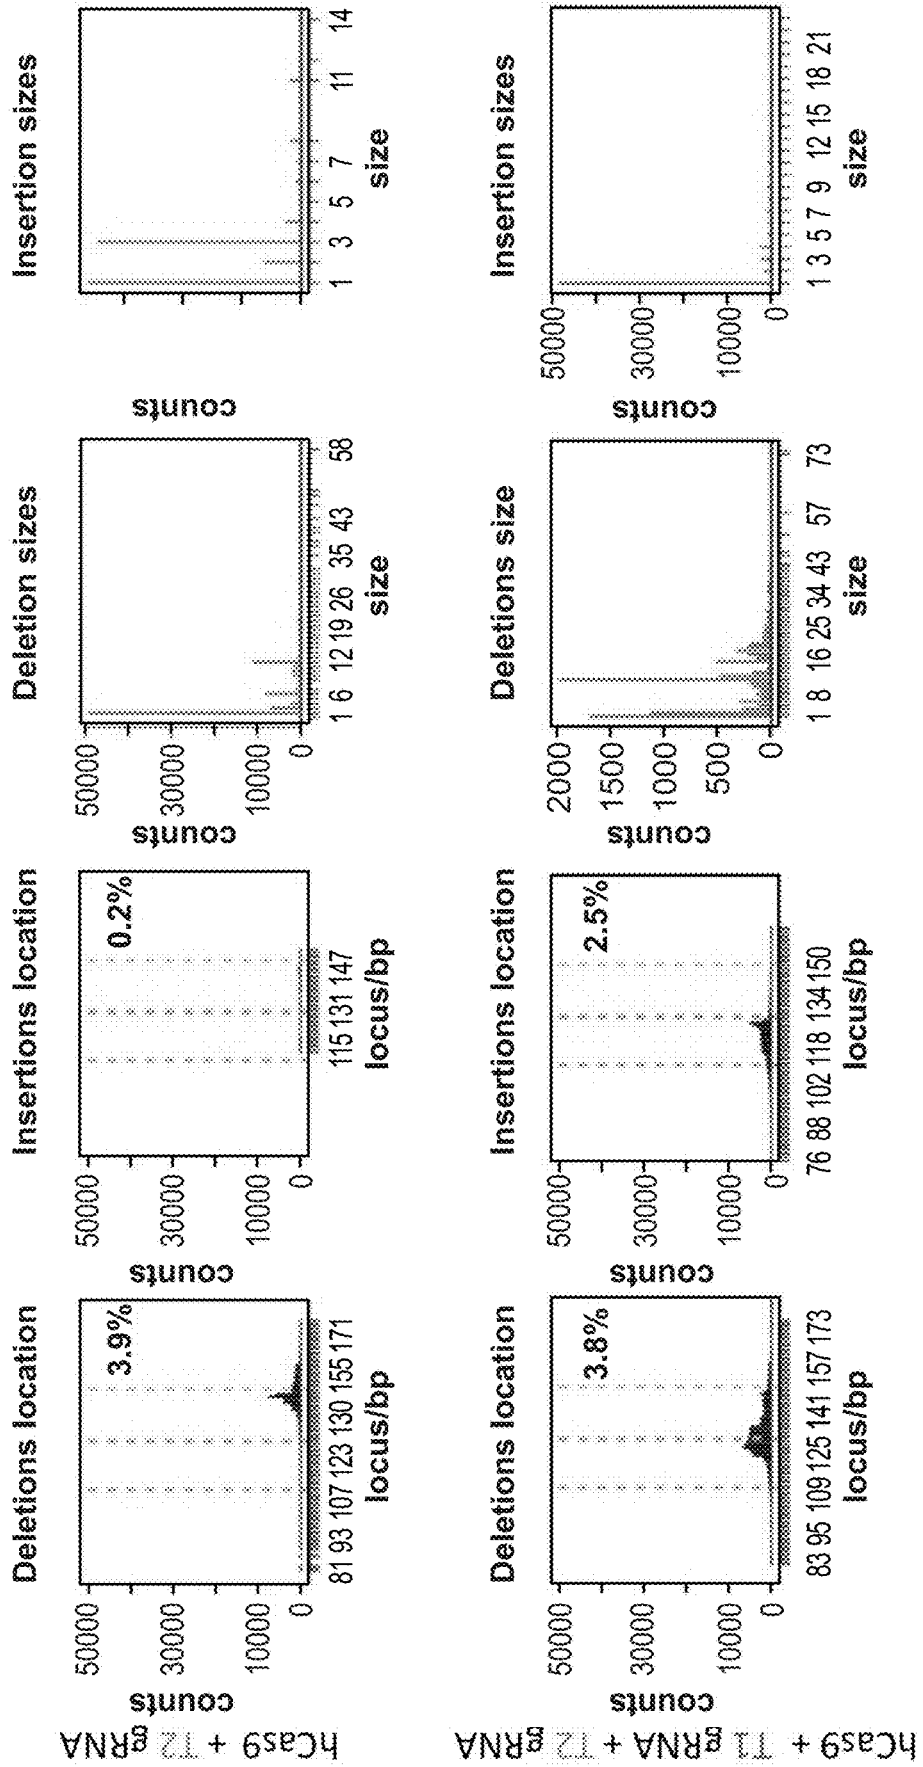 hCas9 + T2 gRNA
Deletions location
counts
50000
30000
10000
0
3.9%
81 93 107 123 130 155 171
locus/bp
Insertions location
counts
50000
30000
10000
0
0.2%
115 131 147
locus/bp
Deletion sizes
counts
50000
30000
10000
0
1 6 12 19 26 35 43 58
size
Insertion sizes
counts
1 3 5 7 11 14
size
hCas9 + T1 gRNA + T2 gRNA
Deletions location
counts
50000
30000
10000
0
3.8%
83 95 109 125 141 157 173
locus/bp
Insertions location
counts
50000
30000
10000
0
2.5%
76 88 102 118 134 150
locus/bp
Deletions size
counts
2000
1500
1000
500
0
1 8 16 25 34 43 57 73
size
Insertion sizes
counts
50000
30000
10000
0
1 3 5 7 9 12 15 18 21
size